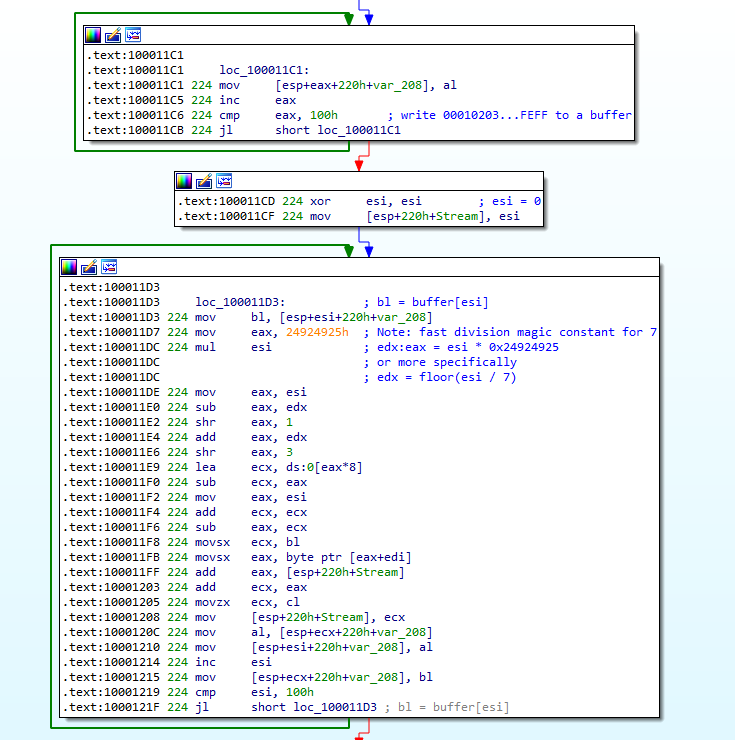 .text:100011C1
.text:100011C1 loc_100011C1:
.text:100011C1 224 mov [esp+eax+220h+var_208], al
.text:100011C5 224 inc eax
.text:100011C6 224 cmp eax, 100h ; write 00010203...FEFF to a buffer
.text:100011CB 224 jl short loc_100011C1
.text:100011CD 224 xor esi, esi ; esi = 0
.text:100011CF 224 mov [esp+220h+Stream], esi
.text:100011D3
.text:100011D3 loc_100011D3: ; bl = buffer[esi]
.text:100011D3 224 mov bl, [esp+esi+220h+var_208]
.text:100011D7 224 mov eax, 24924925h ; Note: fast division magic constant for 7
.text:100011DC 224 mul esi ; edx:eax = esi * 0x24924925
.text:100011DC ; or more specifically
.text:100011DC ; edx = floor(esi / 7)
.text:100011DE 224 mov eax, esi
.text:100011E0 224 sub eax, edx
.text:100011E2 224 shr eax, 1
.text:100011E4 224 add eax, edx
.text:100011E6 224 shr eax, 3
.text:100011E9 224 lea ecx, ds:0[eax*8]
.text:100011F0 224 sub ecx, eax
.text:100011F2 224 mov eax, esi
.text:100011F4 224 add ecx, ecx
.text:100011F6 224 sub eax, ecx
.text:100011F8 224 movsx ecx, bl
.text:100011FB 224 movsx eax, byte ptr [eax+edi]
.text:100011FF 224 add eax, [esp+220h+Stream]
.text:10001203 224 add ecx, eax
.text:10001205 224 movzx ecx, cl
.text:10001208 224 mov [esp+220h+Stream], ecx
.text:1000120C 224 mov al, [esp+ecx+220h+var_208]
.text:10001210 224 mov [esp+esi+220h+var_208], al
.text:10001214 224 inc esi
.text:10001215 224 mov [esp+ecx+220h+var_208], bl
.text:10001219 224 cmp esi, 100h
.text:1000121F 224 jl short loc_100011D3 ; bl = buffer[esi]